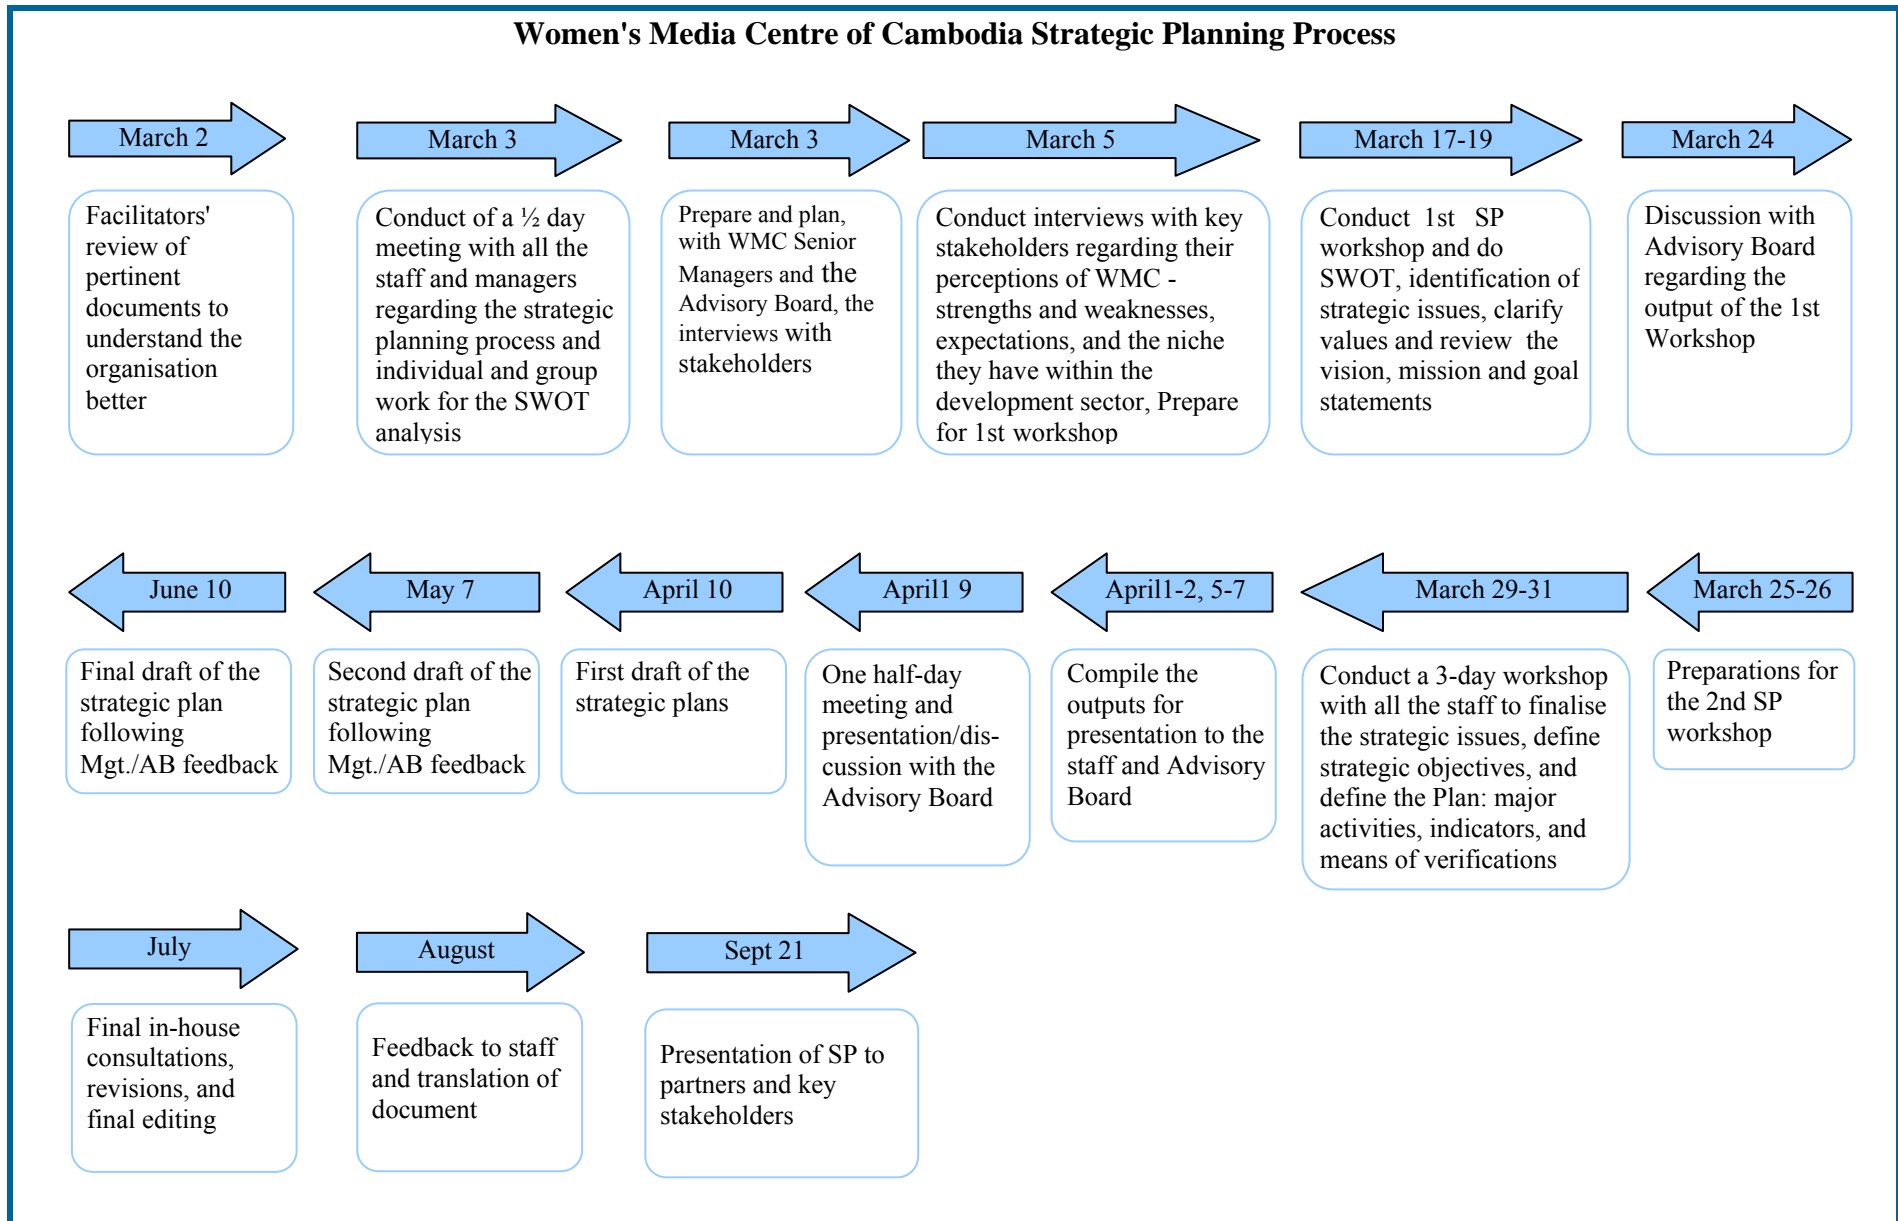 Women's Media Centre of Cambodia Strategic Planning Process
March 2
Facilitators'
review of
pertinent
documents to
understand the
organisation
better
March 3
Conduct of a ½ day
meeting with all the
staff and managers
regarding the strategic
planning process and
individual and group
work for the SWOT
analysis
March 3
Prepare and plan,
with WMC Senior
Managers and the
Advisory Board, the
interviews with
stakeholders
March 5
Conduct interviews with key
stakeholders regarding their
perceptions of WMC -
strengths and weaknesses,
expectations, and the niche
they have within the
development sector, Prepare
for 1st workshop
March 17-19
Conduct 1st SP
workshop and do
SWOT, identification of
strategic issues, clarify
values and review the
vision, mission and goal
statements
March 24
Discussion with
Advisory Board
regarding the
output of the 1st
Workshop
March 25-26
Preparations for
the 2nd SP
workshop
March 29-31
Conduct a 3-day workshop
with all the staff to finalise
the strategic issues, define
strategic objectives, and
define the Plan: major
activities, indicators, and
means of verifications
April1-2, 5-7
Compile the
outputs for
presentation to the
staff and Advisory
Board
April1 9
One half-day
meeting and
presentation/dis-
cussion with the
Advisory Board
April 10
First draft of the
strategic plans
May 7
Second draft of the
strategic plan
following
Mgt./AB feedback
June 10
Final draft of the
strategic plan
following
Mgt./AB feedback
July
Final in-house
consultations,
revisions, and
final editing
August
Feedback to staff
and translation of
document
Sept 21
Presentation of SP to
partners and key
stakeholders